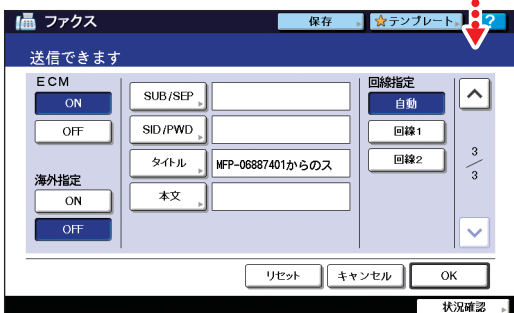 ファクス
保存
テンプレート
?
送信できます
ECM
ON
OFF
海外指定
ON
OFF
SUB/SEP
SID/PWD
タイトル
MFP-06887401からのス
本文
回線指定
自動
回線1
回線2
3
3
リセット
キャンセル
OK
状況確認